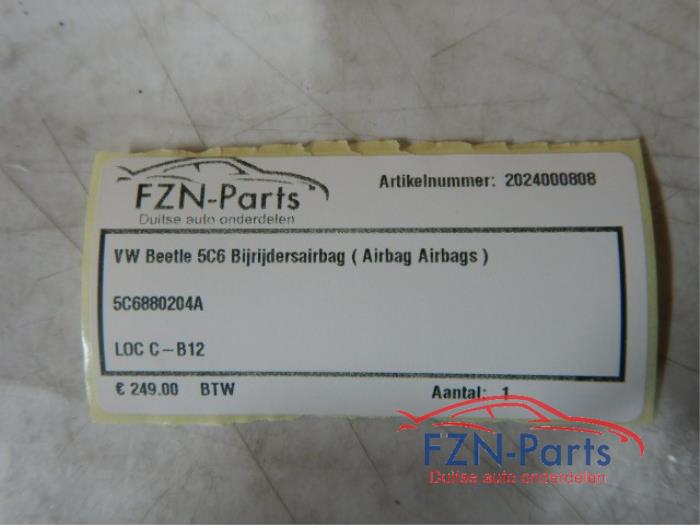 FZN-Parts
Duitse auto onderdelen
Artikelnummer: 2024000808
VW Beetle 5C6 Bijrijdersairbag ( Airbag Airbags )
5C6880204A
LOC C-B12
€ 249.00 BTW
Aantal: 1
FZN-Parts
Duitse auto onderdelen